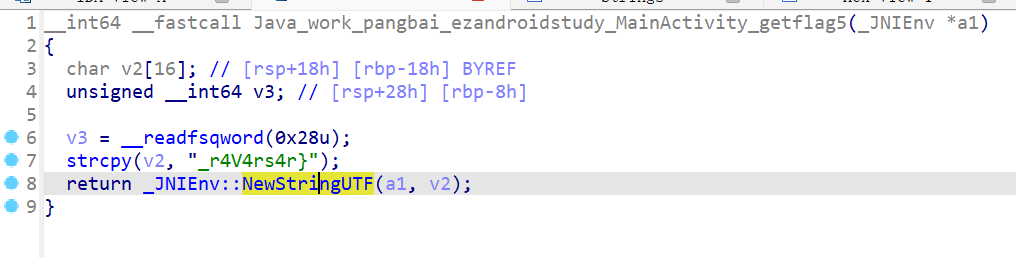 1 __int64 __fastcall Java_work_pangbai_ezandroidstudy_MainActivity_getflag5(_JNIEnv *a1)
2 {
3   char v2[16]; // [rsp+18h] [rbp-18h] BYREF
4   unsigned __int64 v3; // [rsp+28h] [rbp-8h]
5
6   v3 = __readfsqword(0x28u);
7   strcpy(v2, "_r4V4rs4r}");
8   return _JNIEnv::NewStringUTF(a1, v2);
9 }